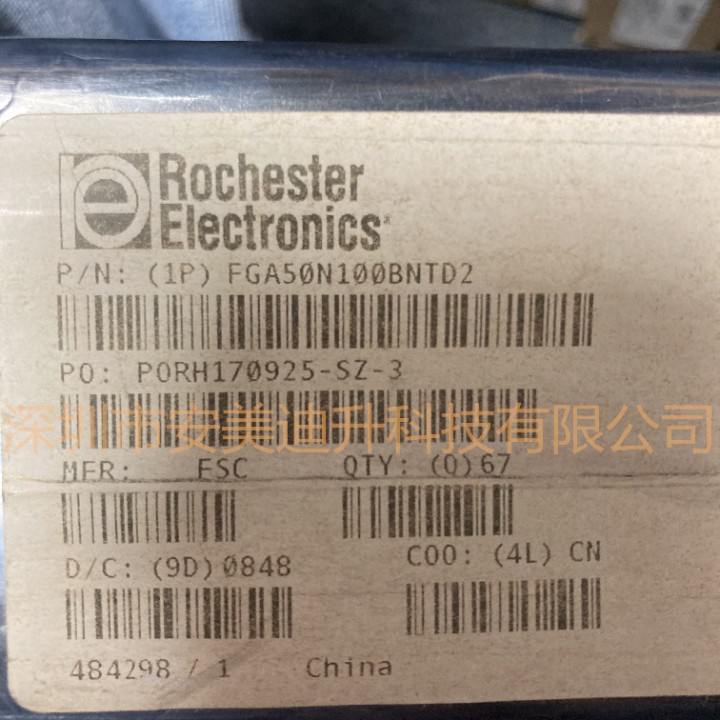 Rochester
Electronics
P/N: (1P) FGA50N100BNTD2
PO: PORH170925-SZ-3
深圳市安美迪升科技有限公司
MFR: FSC QTY: (Q)67
D/C: (9D)0848 COO: (4L) CN
484298 / 1 China